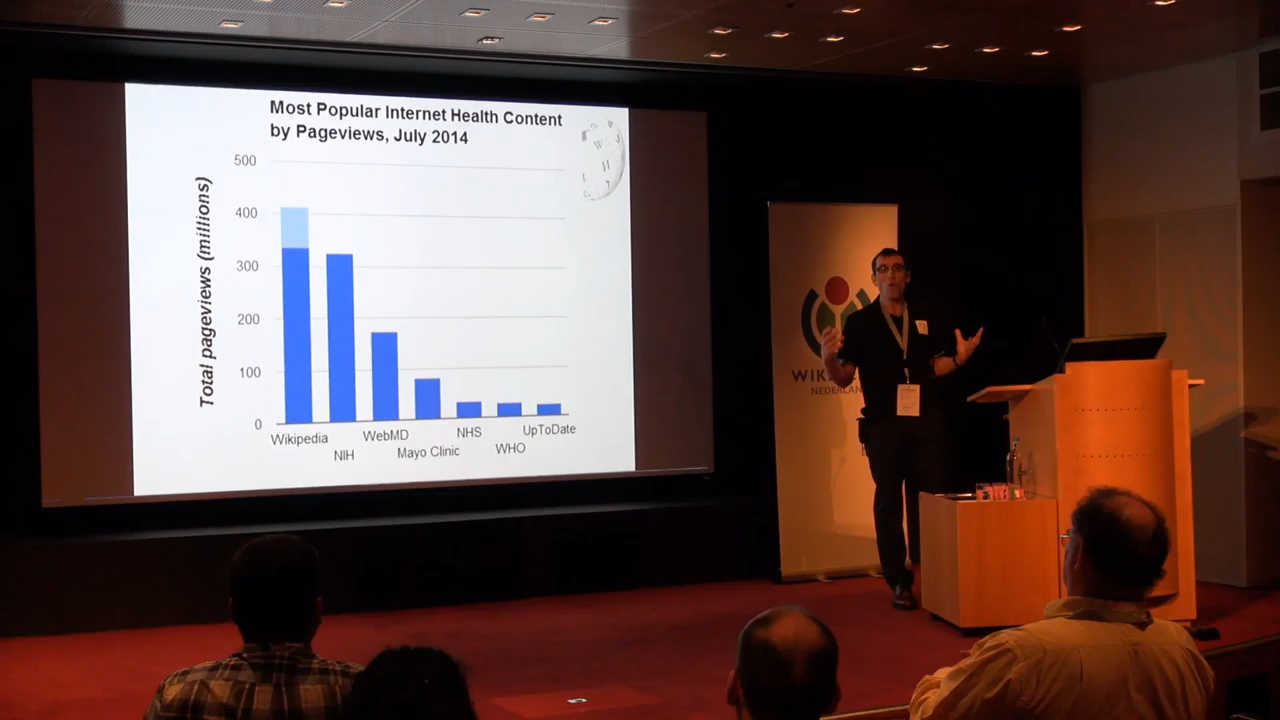 Most Popular Internet Health Content
by Pageviews, July 2014
Total pageviews (millions)
500
400
300
200
100
0
Wikipedia
NIH
WebMD
Mayo Clinic
NHS
WHO
UpToDate
W